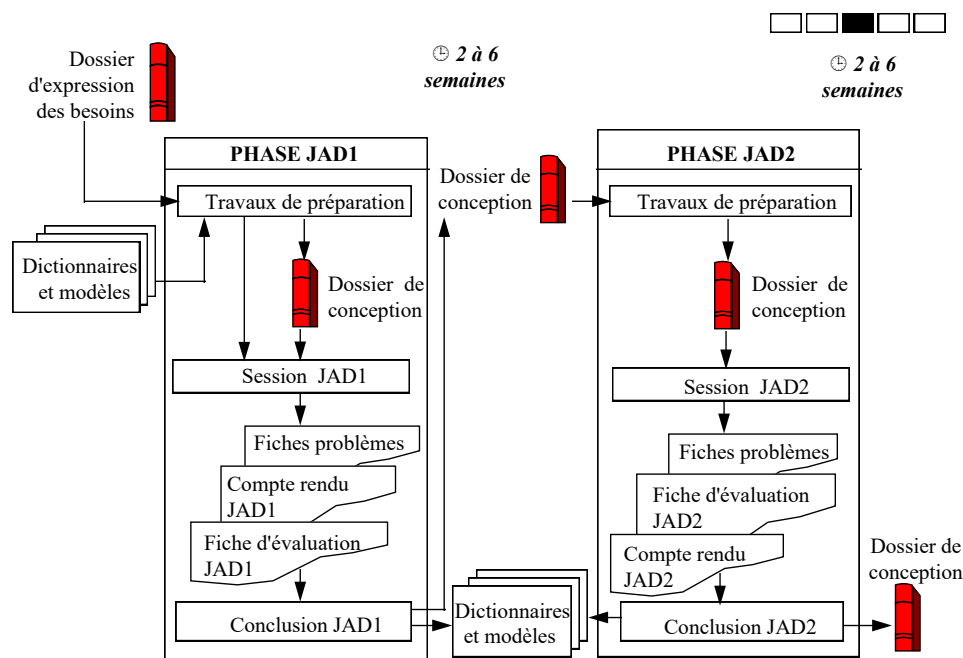 Dossier
d'expression
des besoins
2 à 6
semaines
2 à 6
semaines
PHASE JAD1
Travaux de préparation
Dictionnaires
et modèles
Dossier de
conception
Session JAD1
Fiches problèmes
Compte rendu
JAD1
Fiche d'évaluation
JAD1
Conclusion JAD1
Dossier de
conception
Dictionnaires
et modèles
PHASE JAD2
Travaux de préparation
Dossier de
conception
Session JAD2
Fiches problèmes
Fiche d'évaluation
JAD2
Compte rendu
JAD2
Conclusion JAD2
Dossier de
conception